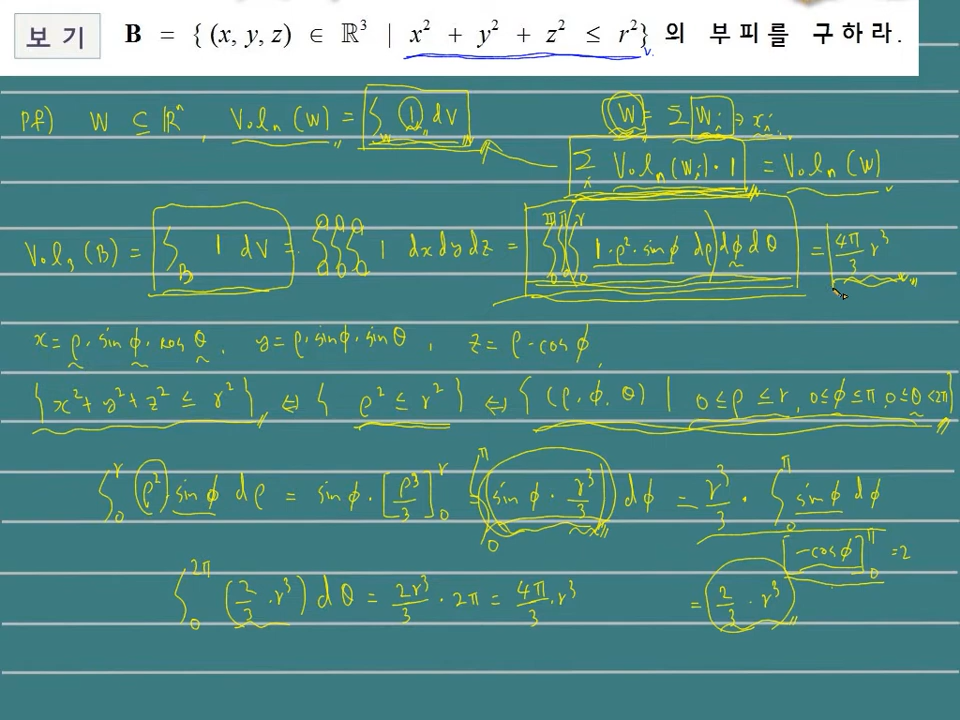 보 기 B = { (x, y, z) ∈ ℝ³ | x² + y² + z² ≤ r² } 의 부피를 구하라.
pf) W ⊆ ℝⁿ, Volₙ(W) = ∫_W 1 dV W = Σ Wᵢ → xᵢ
Σᵢ Volₙ(Wᵢ)·1 = Volₙ(W)
Vol₃(B) = ∫_B 1 dV = ∫∫∫ 1 dxdydz = ∫₀^2π ∫₀^π ( ∫₀^r 1·ρ²·sinϕ dρ ) dϕ dθ = 4π/3 r³
x = ρ·sinϕ·cosθ, y = ρ·sinϕ·sinθ, z = ρ·cosϕ,
{ x² + y² + z² ≤ r² } ⇔ { ρ² ≤ r² } ⇔ { (ρ, ϕ, θ) | 0 ≤ ρ ≤ r, 0 ≤ ϕ ≤ π, 0 ≤ θ < 2π }
∫₀^r ρ² sinϕ dρ = sinϕ · [ρ³/3]₀^r = ∫₀^π (sinϕ · r³/3) dϕ = r³/3 · ∫₀^π sinϕ dϕ
[-cosϕ]₀^π = 2
∫₀^2π (2/3 · r³) dθ = 2r³/3 · 2π = 4π/3 · r³ = 2/3 · r³